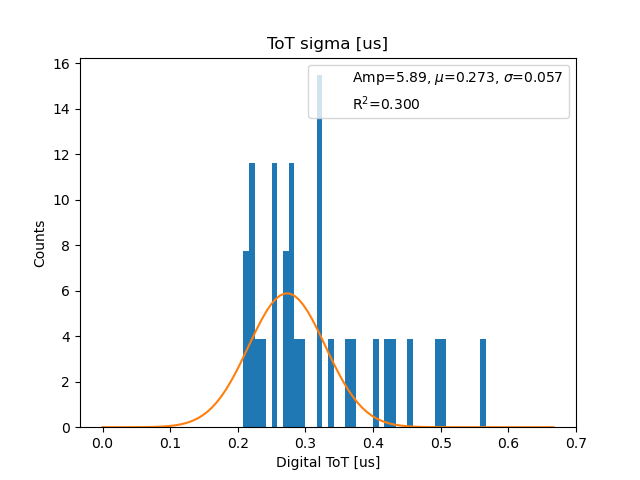 ToT sigma [us]
Amp=5.89, μ=0.273, σ=0.057
R²=0.300
Counts
16
14
12
10
8
6
4
2
0
0.0 0.1 0.2 0.3 0.4 0.5 0.6 0.7
Digital ToT [us]